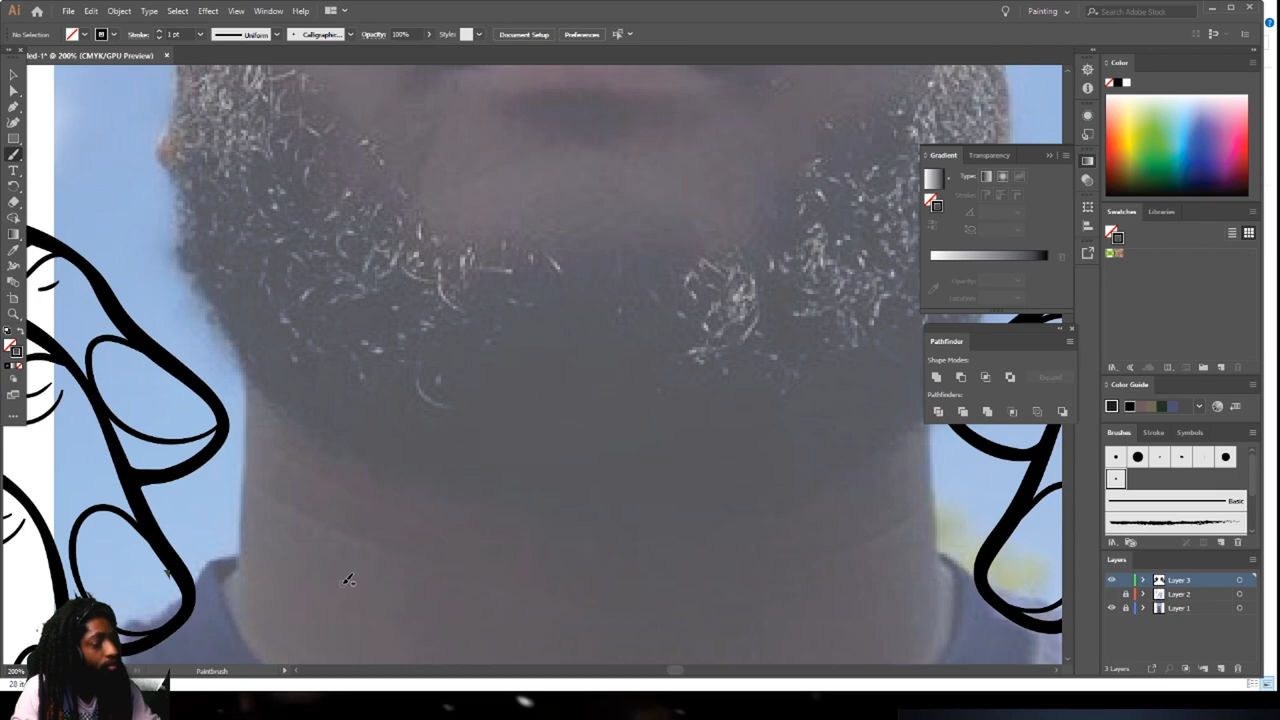 Ai File Edit Object Type Select Effect View Window Help Painting Search Adobe Stock
No Selection Stroke: 1 pt Uniform Calligraphic... Opacity: 100% Style: Document Setup Preferences
led-1* @ 200% (CMYK/GPU Preview) ×
Color
Gradient Transparency
Type:
Stroke:
Swatches Libraries
Opacity:
Location:
Pathfinder
Shape Modes:
Expand
Pathfinders:
Color Guide
Brushes Stroke Symbols
Basic
Layers
Layer 3
Layer 2
Layer 1
3 Layers
200% Paintbrush
28 it